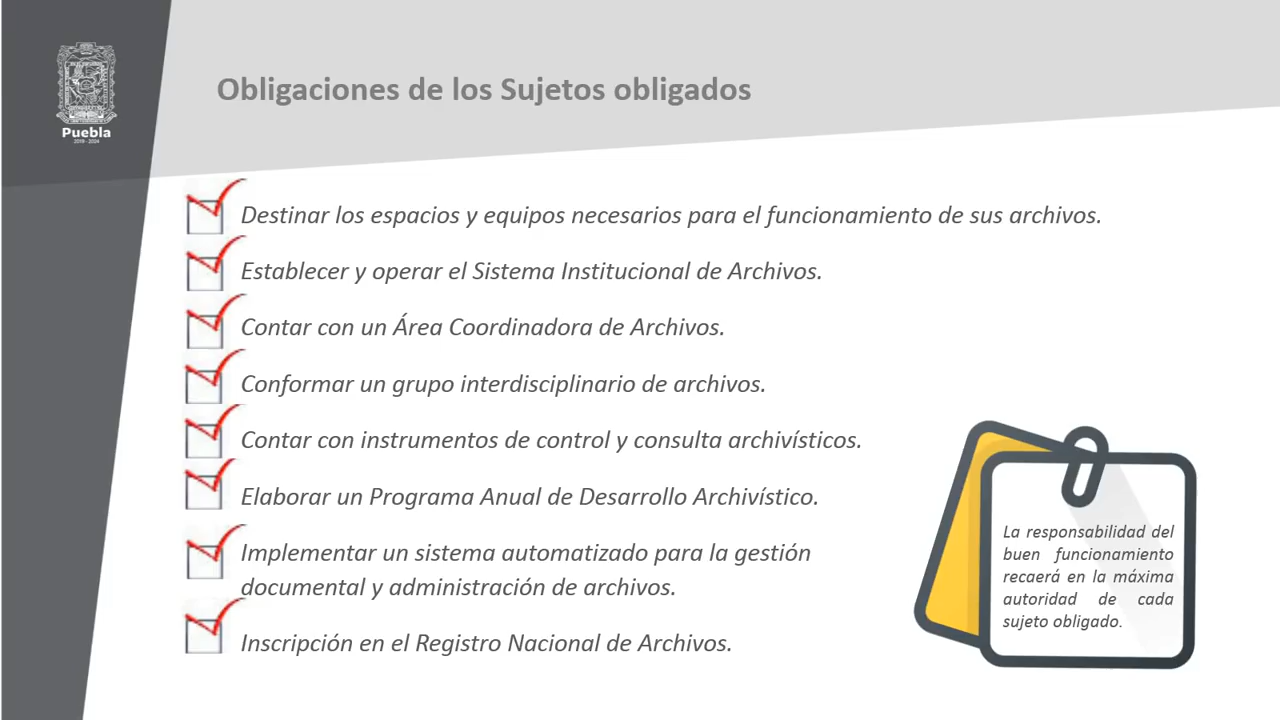 Puebla
2019 - 2024
Obligaciones de los Sujetos obligados
Destinar los espacios y equipos necesarios para el funcionamiento de sus archivos.
Establecer y operar el Sistema Institucional de Archivos.
Contar con un Área Coordinadora de Archivos.
Conformar un grupo interdisciplinario de archivos.
Contar con instrumentos de control y consulta archivísticos.
Elaborar un Programa Anual de Desarrollo Archivístico.
Implementar un sistema automatizado para la gestión
documental y administración de archivos.
Inscripción en el Registro Nacional de Archivos.
La responsabilidad del
buen funcionamiento
recaerá en la máxima
autoridad de cada
sujeto obligado.